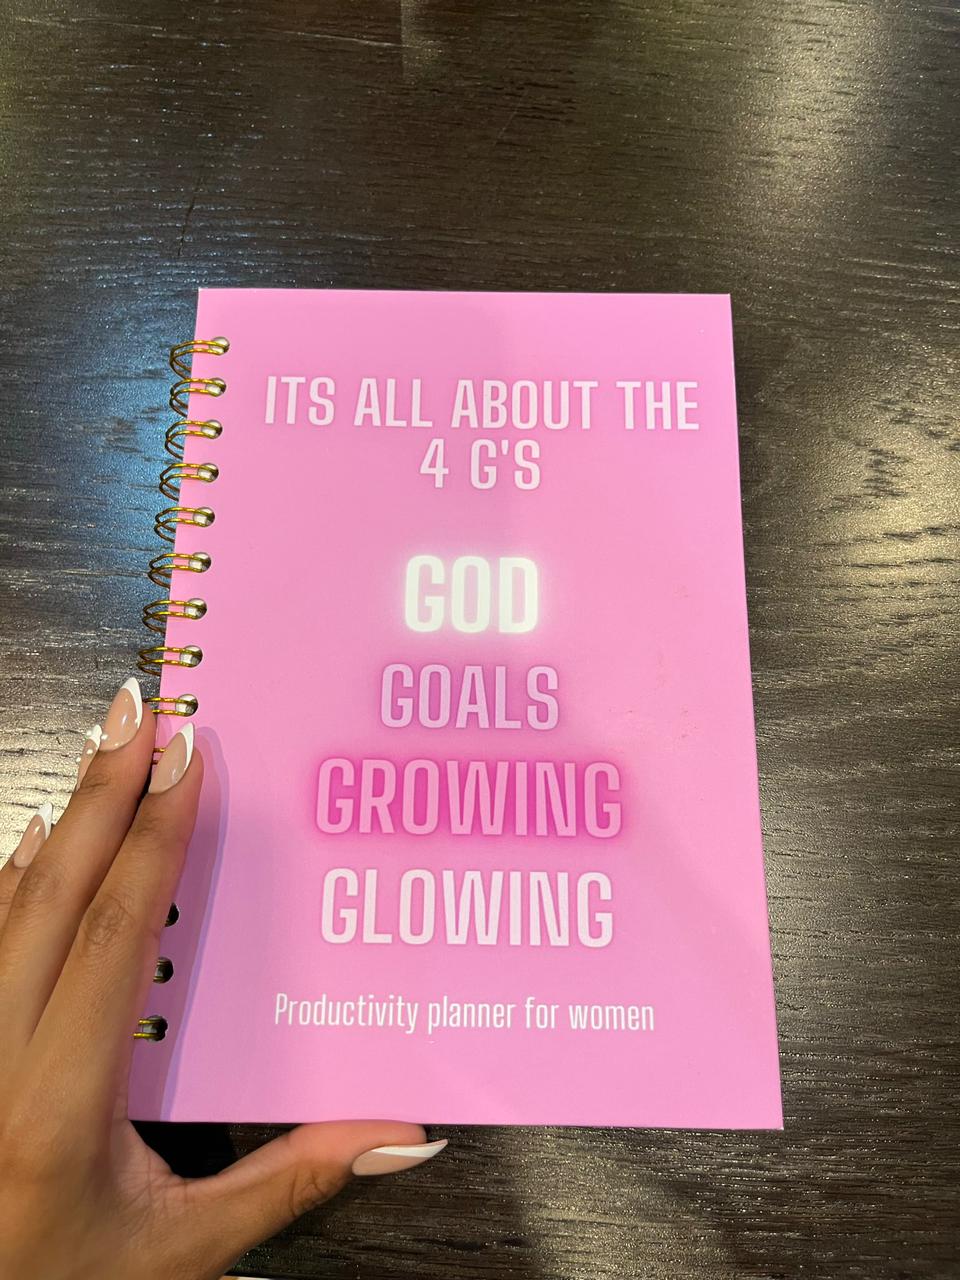 ITS ALL ABOUT THE
4 G'S
GOD
GOALS
GROWING
GLOWING
Productivity planner for women